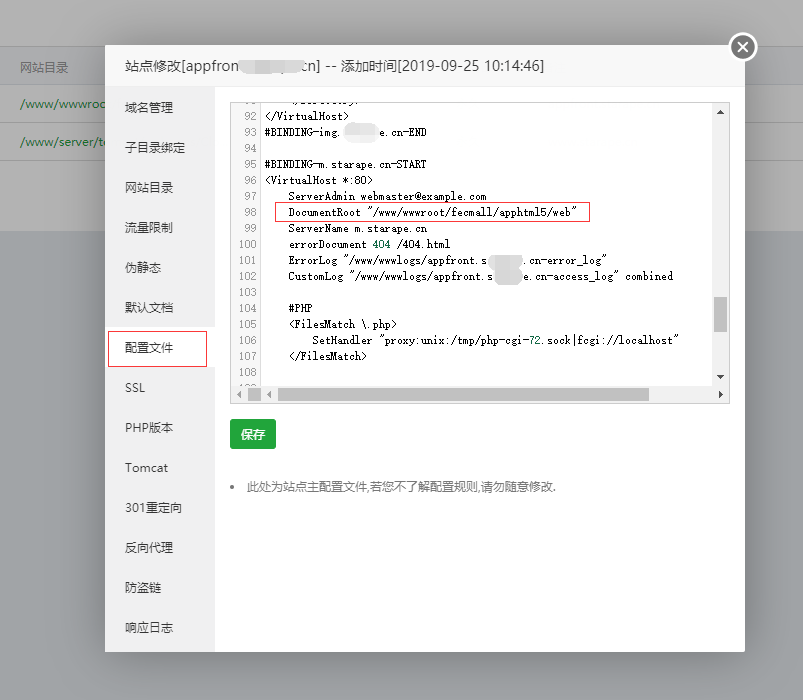 站点修改[appfron cn] -- 添加时间[2019-09-25 10:14:46]
网站目录
/www/wwwroo
/www/server/to
域名管理
子目录绑定
网站目录
流量限制
伪静态
默认文档
配置文件
SSL
PHP版本
Tomcat
301重定向
反向代理
防盗链
响应日志
92 </VirtualHost>
93 #BINDING-img. e.cn-END
94
95 #BINDING-m.starape.cn-START
96 <VirtualHost *:80>
97 ServerAdmin webmaster@example.com
98 DocumentRoot "/www/wwwroot/fecmall/apphtml5/web"
99 ServerName m.starape.cn
100 errorDocument 404 /404.html
101 ErrorLog "/www/wwwlogs/appfront.s .cn-error_log"
102 CustomLog "/www/wwwlogs/appfront.s e.cn-access_log" combined
103
104 #PHP
105 <FilesMatch \.php>
106 SetHandler "proxy:unix:/tmp/php-cgi-72.sock|fcgi://localhost"
107 </FilesMatch>
108
保存
此处为站点主配置文件,若您不了解配置规则,请勿随意修改.